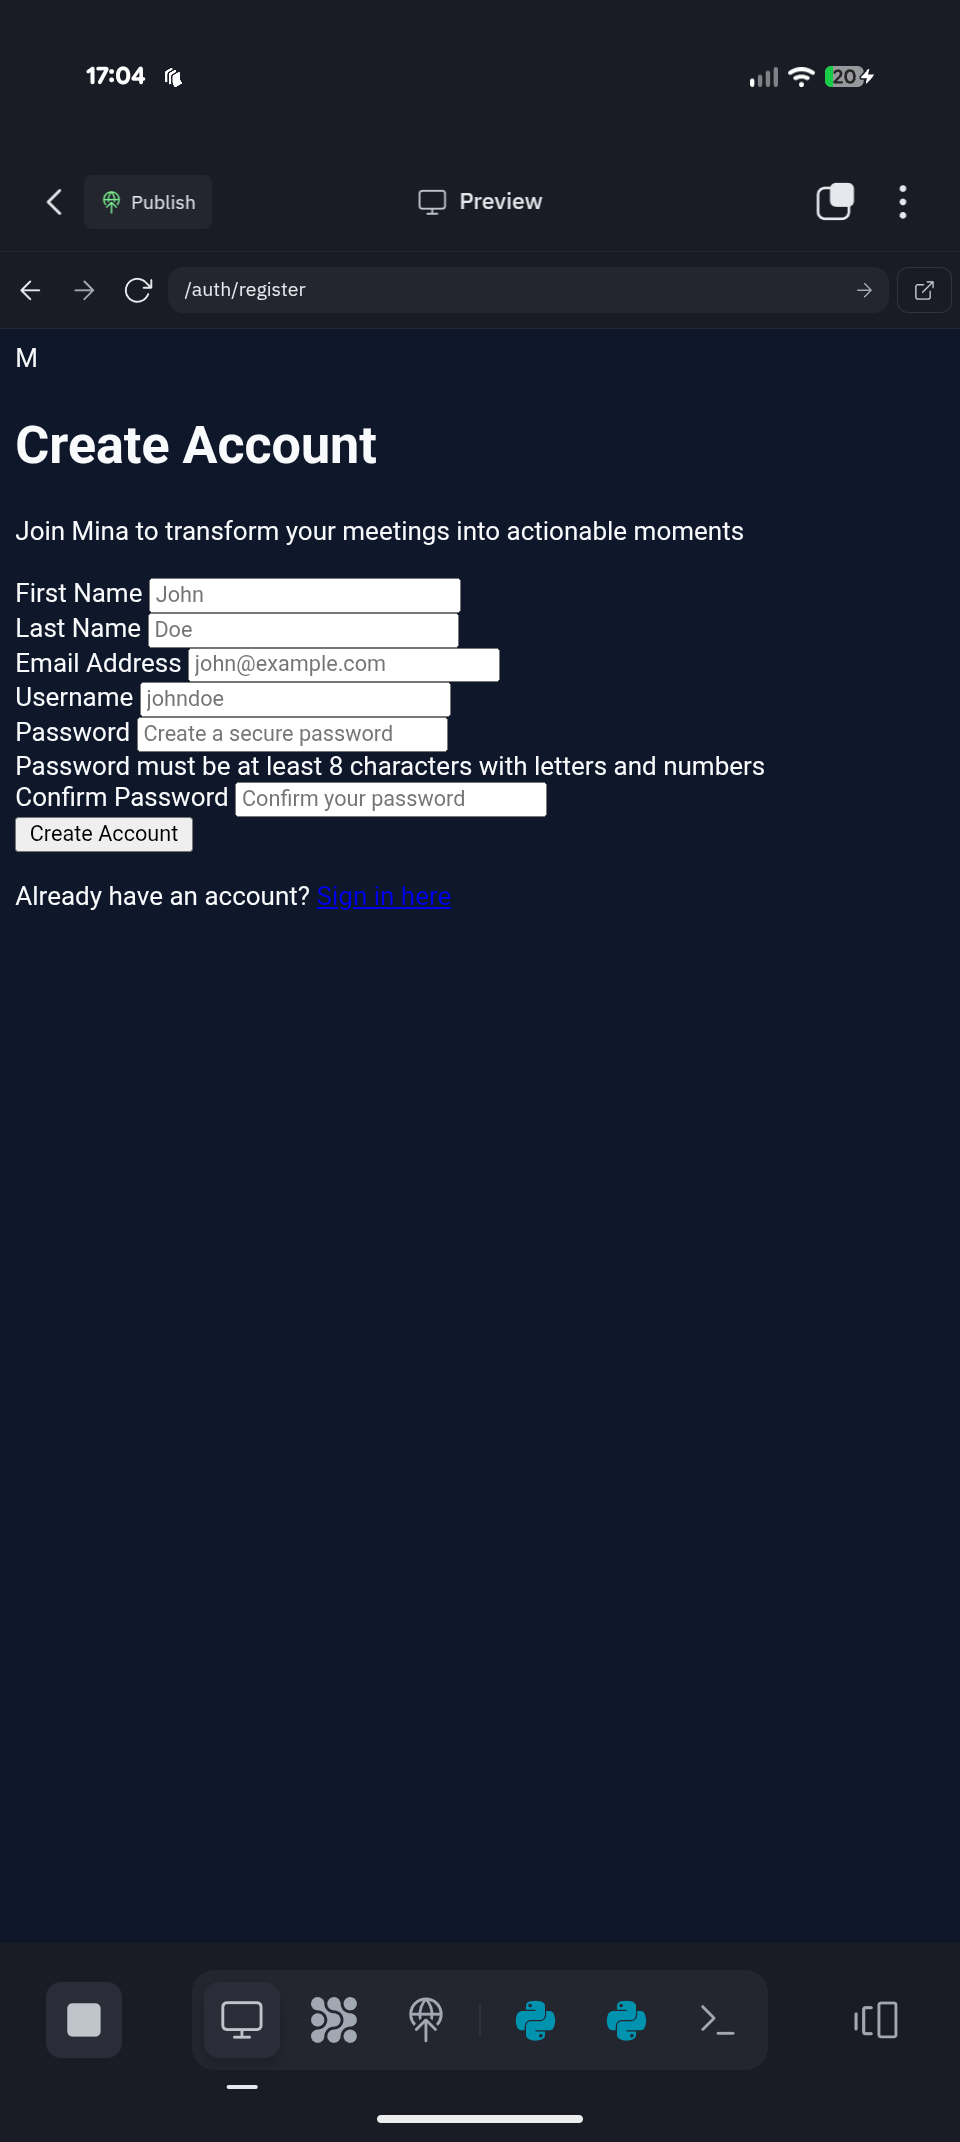 17:04
20
Publish
Preview
/auth/register
M
Create Account
Join Mina to transform your meetings into actionable moments
First Name John
Last Name Doe
Email Address john@example.com
Username johndoe
Password Create a secure password
Password must be at least 8 characters with letters and numbers
Confirm Password Confirm your password
Create Account
Already have an account? Sign in here